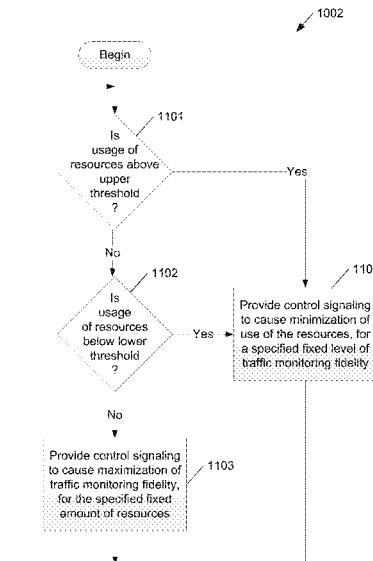 1002
Begin
1101
Is
usage of
resources above
upper
threshold
?
Yes
No
1102
Is
usage
of resources
below lower
threshold
?
Yes
110
Provide control signaling
to cause minimization of
use of the resources, for
a specified fixed level of
traffic monitoring fidelity
No
1103
Provide control signaling
to cause maximization of
traffic monitoring fidelity,
for the specified fixed
amount of resources